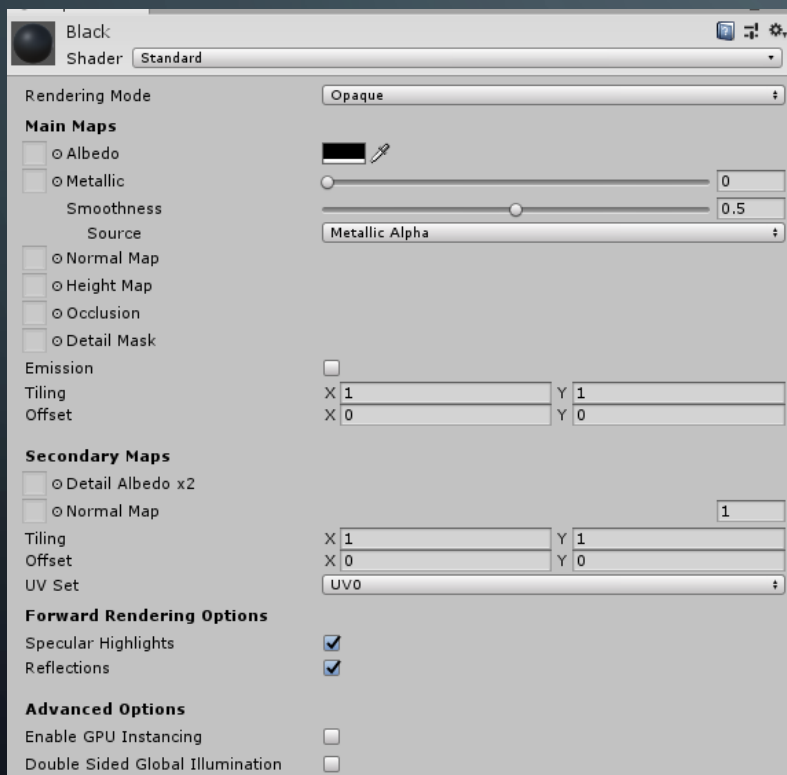 Black
Shader Standard
Rendering Mode Opaque
Main Maps
Albedo
Metallic 0
Smoothness 0.5
Source Metallic Alpha
Normal Map
Height Map
Occlusion
Detail Mask
Emission
Tiling X 1 Y 1
Offset X 0 Y 0
Secondary Maps
Detail Albedo x2
Normal Map 1
Tiling X 1 Y 1
Offset X 0 Y 0
UV Set UV0
Forward Rendering Options
Specular Highlights
Reflections
Advanced Options
Enable GPU Instancing
Double Sided Global Illumination